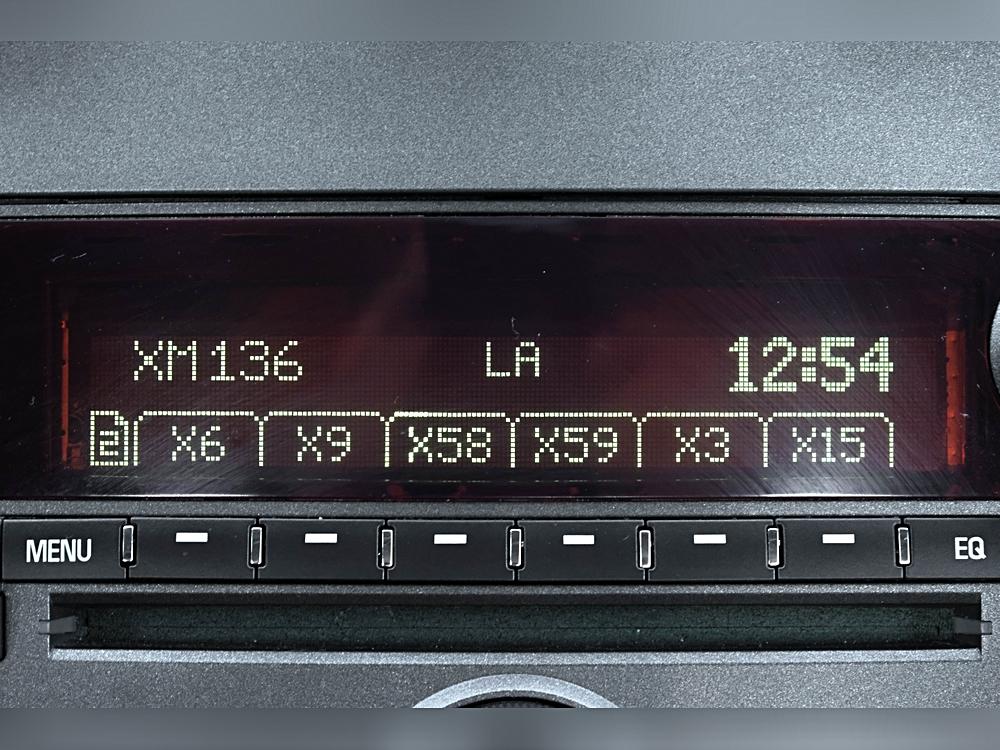 XM136 LA 12:54
2 X6 X9 X58 X59 X3 X15
MENU EQ